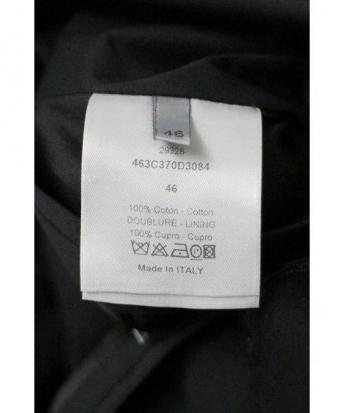 46
29328
463C370D3084
46
100% Coton - Cotton
DOUBLURE - LINING
100% Cupro - Cupro
Made In ITALY